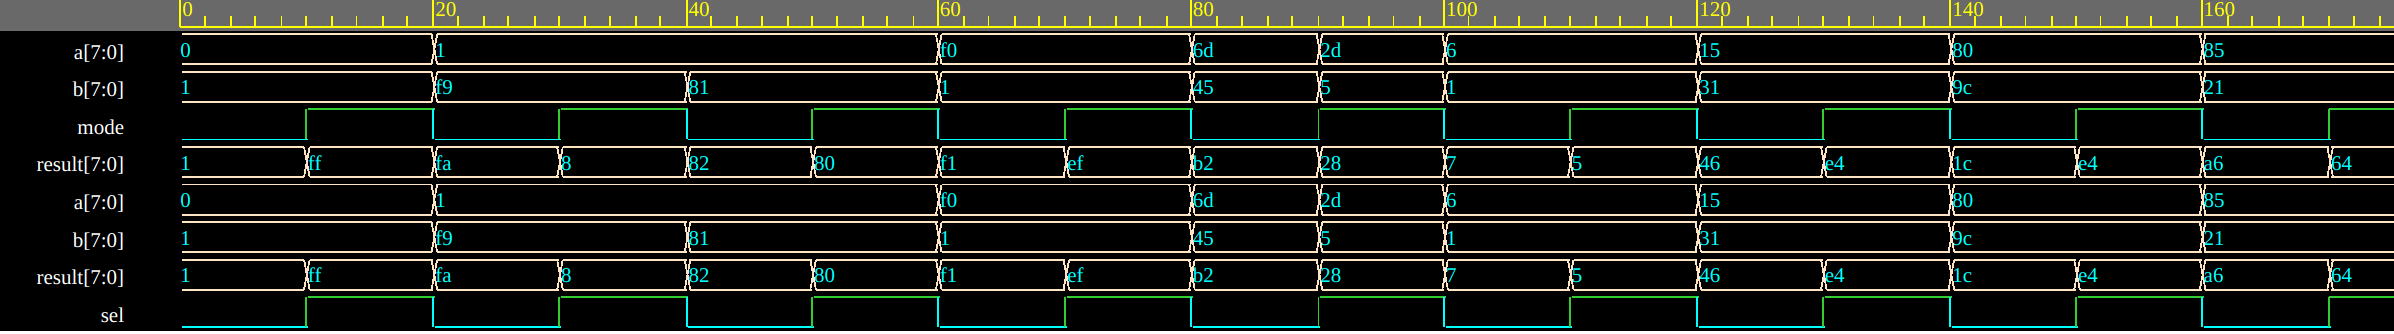 0 20 40 60 80 100 120 140 160
a[7:0] 0 1 f0 6d 2d 6 15 80 85
b[7:0] 1 f9 81 1 45 5 1 31 9c 21
mode
result[7:0] 1 ff fa 8 82 80 f1 ef b2 28 7 5 46 e4 1c e4 a6 64
a[7:0] 0 1 f0 6d 2d 6 15 80 85
b[7:0] 1 f9 81 1 45 5 1 31 9c 21
result[7:0] 1 ff fa 8 82 80 f1 ef b2 28 7 5 46 e4 1c e4 a6 64
sel